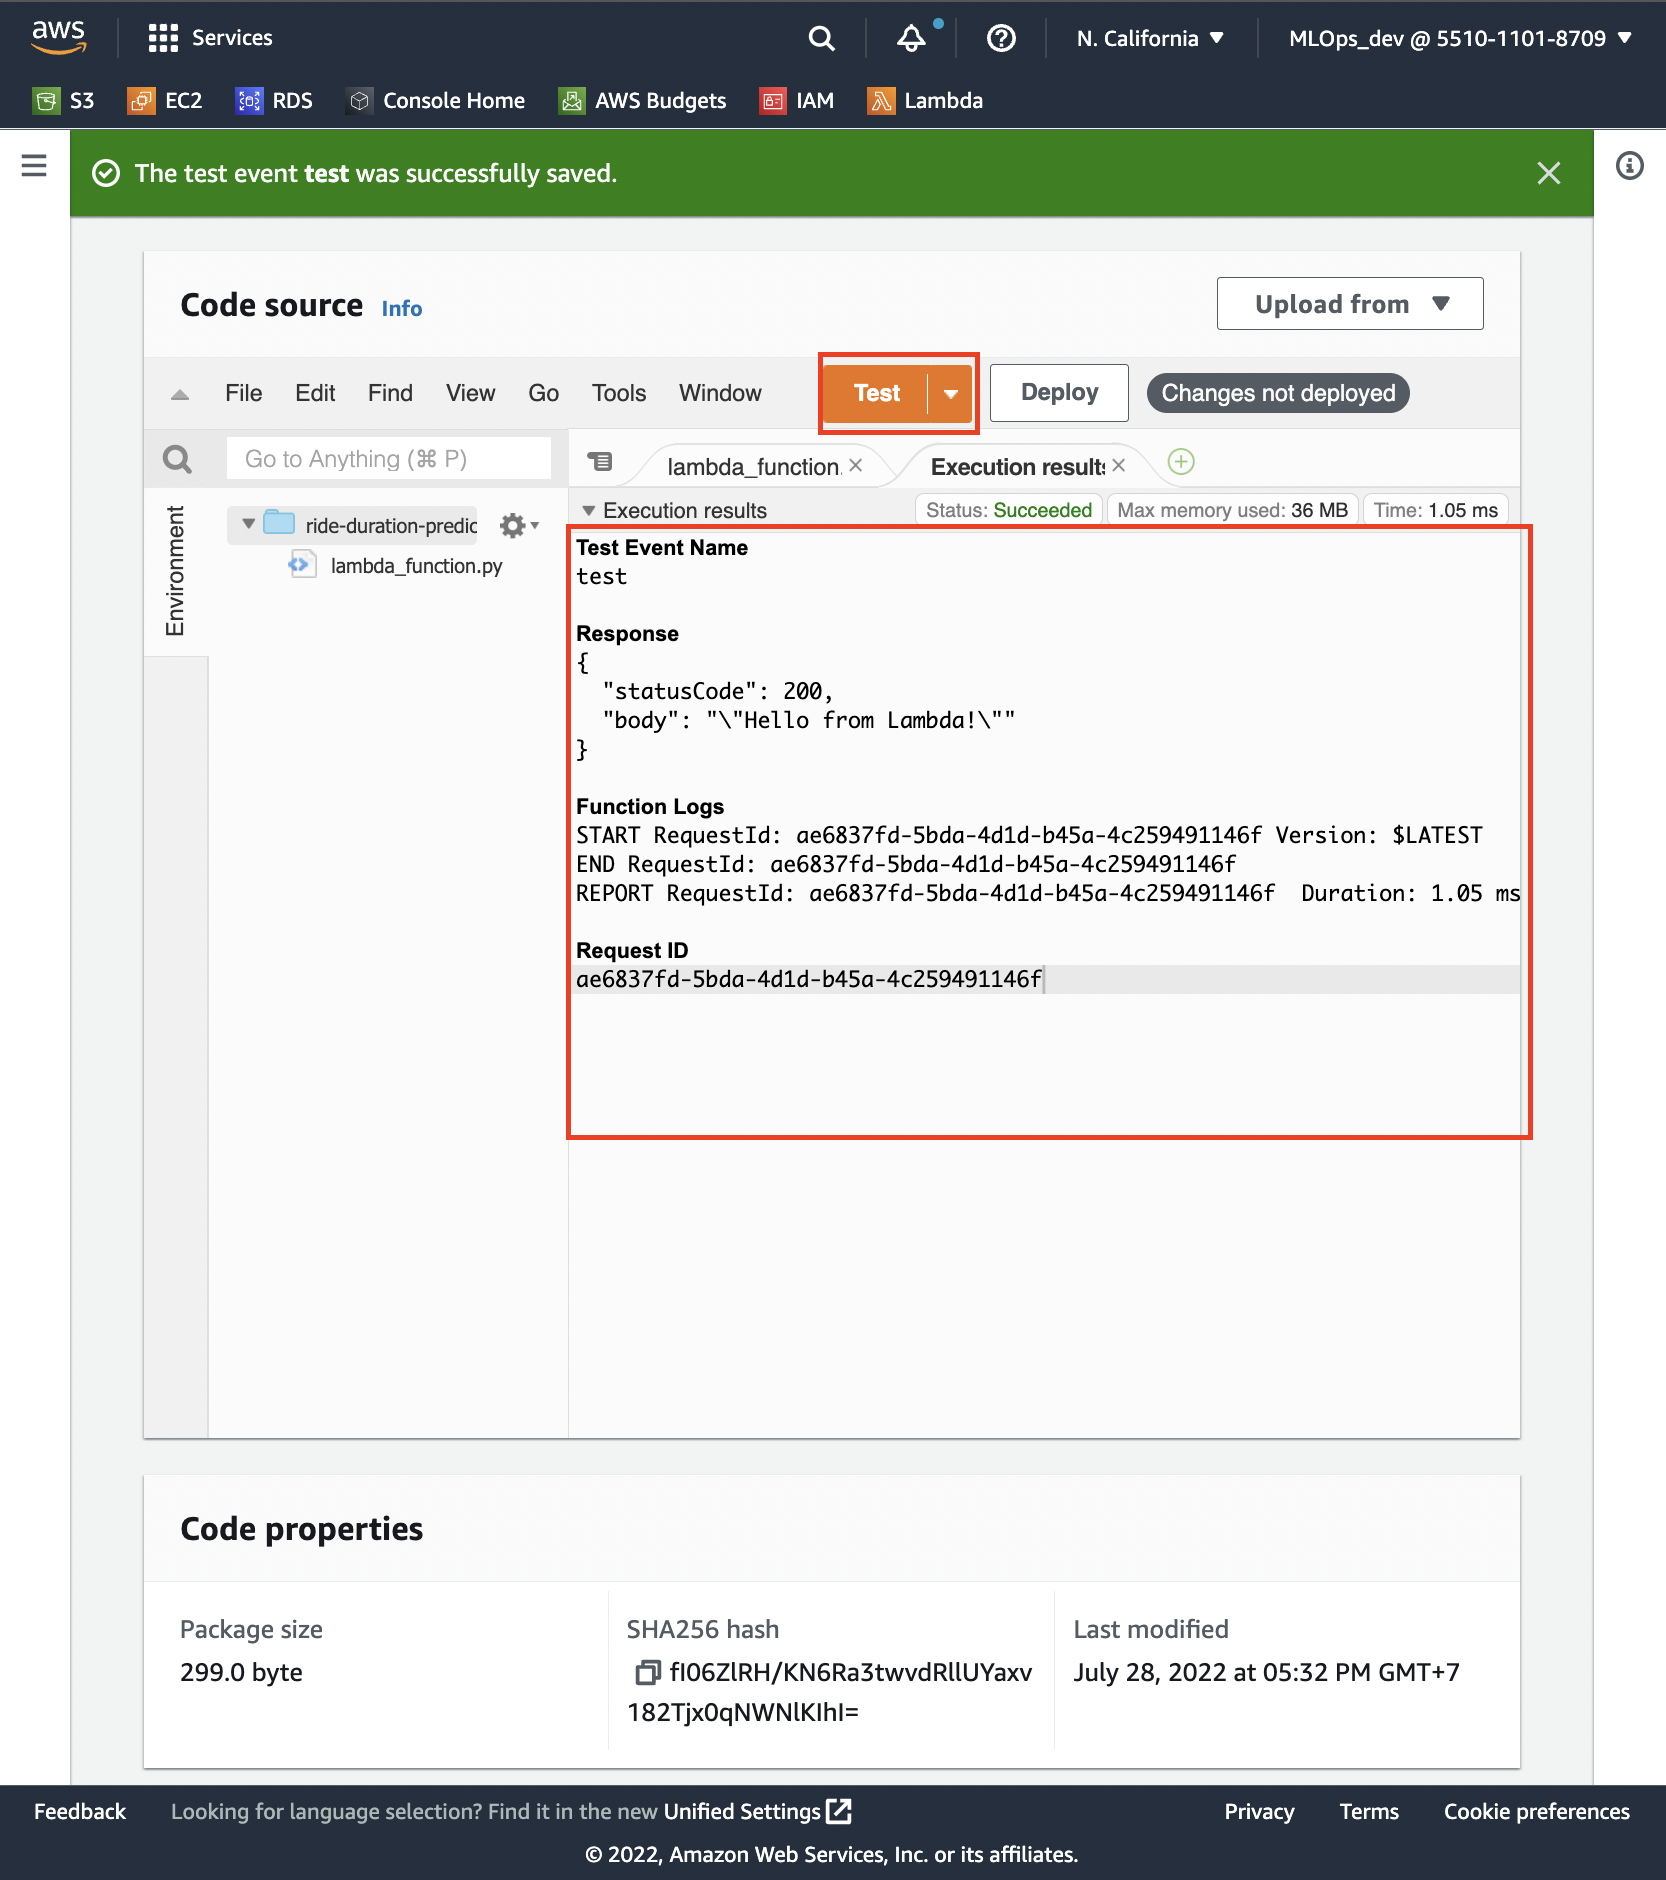 aws
Services
N. California
MLOps_dev @ 5510-1101-8709
S3
EC2
RDS
Console Home
AWS Budgets
IAM
Lambda
The test event test was successfully saved.
Code source Info
Upload from
File Edit Find View Go Tools Window
Test
Deploy
Changes not deployed
Go to Anything (⌘ P)
lambda_function.
Execution results
Environment
ride-duration-predic
lambda_function.py
Execution results
Status: Succeeded
Max memory used: 36 MB
Time: 1.05 ms
Test Event Name
test
Response
{
"statusCode": 200,
"body": "\"Hello from Lambda!\""
}
Function Logs
START RequestId: ae6837fd-5bda-4d1d-b45a-4c259491146f Version: $LATEST
END RequestId: ae6837fd-5bda-4d1d-b45a-4c259491146f
REPORT RequestId: ae6837fd-5bda-4d1d-b45a-4c259491146f Duration: 1.05 ms
Request ID
ae6837fd-5bda-4d1d-b45a-4c259491146f
Code properties
Package size
299.0 byte
SHA256 hash
fI06ZlRH/KN6Ra3twvdRllUYaxv
182Tjx0qNWNlKIhI=
Last modified
July 28, 2022 at 05:32 PM GMT+7
Feedback
Looking for language selection? Find it in the new Unified Settings
Privacy
Terms
Cookie preferences
© 2022, Amazon Web Services, Inc. or its affiliates.